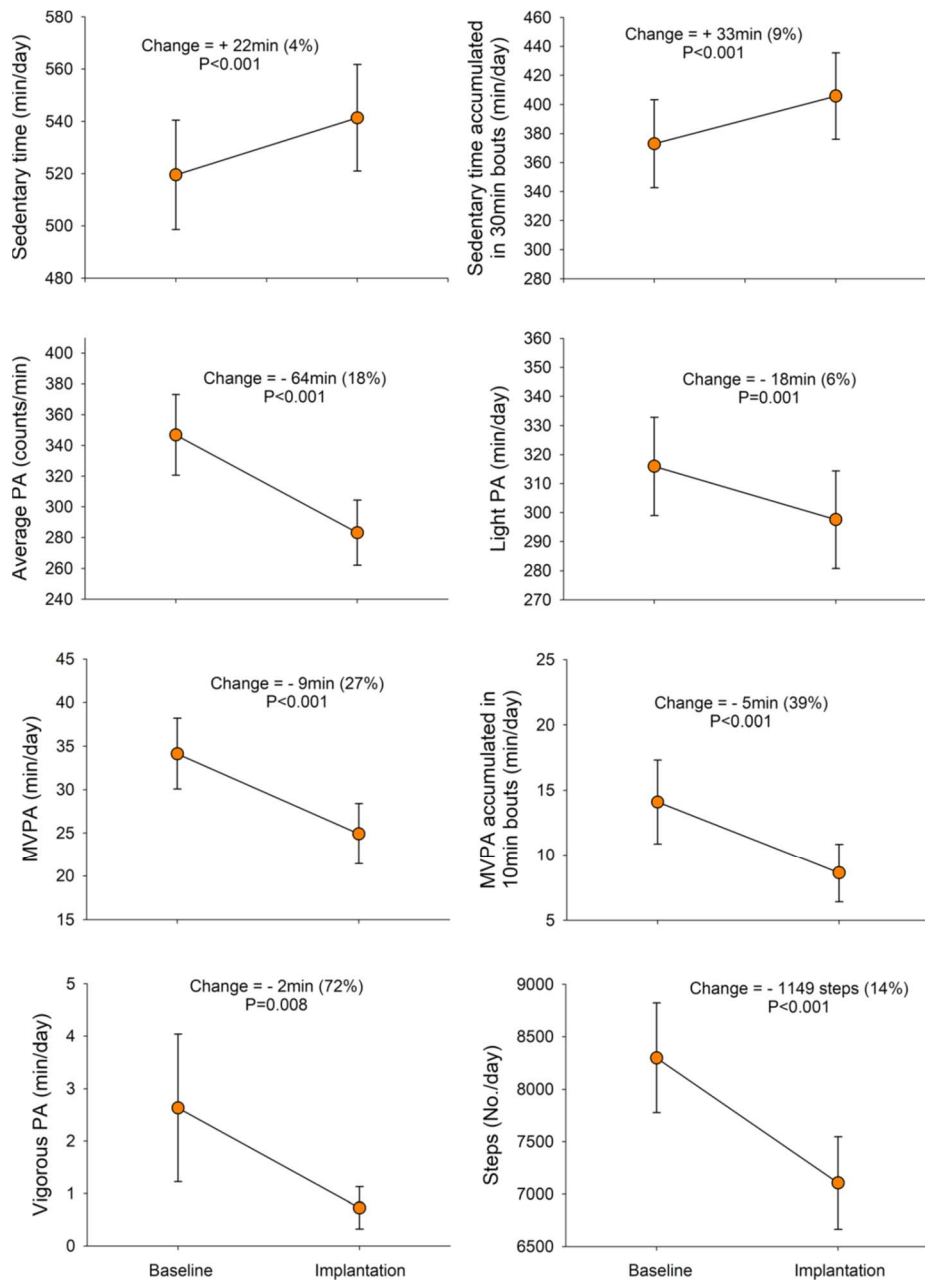 Sedentary time (min/day)
580
560
540
520
500
480
Change = + 22min (4%)
P<0.001
Sedentary time accumulated
in 30min bouts (min/day)
460
440
420
400
380
360
340
320
300
280
Change = + 33min (9%)
P<0.001
Average PA (counts/min)
400
380
360
340
320
300
280
260
240
Change = - 64min (18%)
P<0.001
Light PA (min/day)
360
350
340
330
320
310
300
290
280
270
Change = - 18min (6%)
P=0.001
MVPA (min/day)
45
40
35
30
25
20
15
Change = - 9min (27%)
P<0.001
MVPA accumulated in
10min bouts (min/day)
25
20
15
10
5
Change = - 5min (39%)
P<0.001
Vigorous PA (min/day)
5
4
3
2
1
0
Change = - 2min (72%)
P=0.008
Baseline Implantation
Steps (No./day)
9000
8500
8000
7500
7000
6500
Change = - 1149 steps (14%)
P<0.001
Baseline Implantation